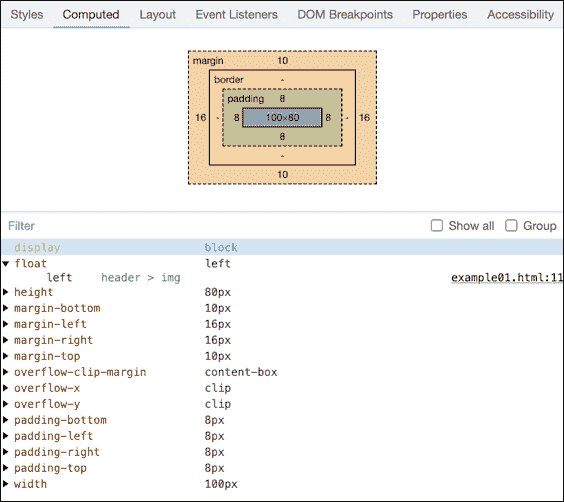 Styles Computed Layout Event Listeners DOM Breakpoints Properties Accessibility
margin 10
border -
padding 8
16 - 8 100×80 8 - 16
8
-
10
Filter Show all Group
display block
float left
left header > img example01.html:11
height 80px
margin-bottom 10px
margin-left 16px
margin-right 16px
margin-top 10px
overflow-clip-margin content-box
overflow-x clip
overflow-y clip
padding-bottom 8px
padding-left 8px
padding-right 8px
padding-top 8px
width 100px